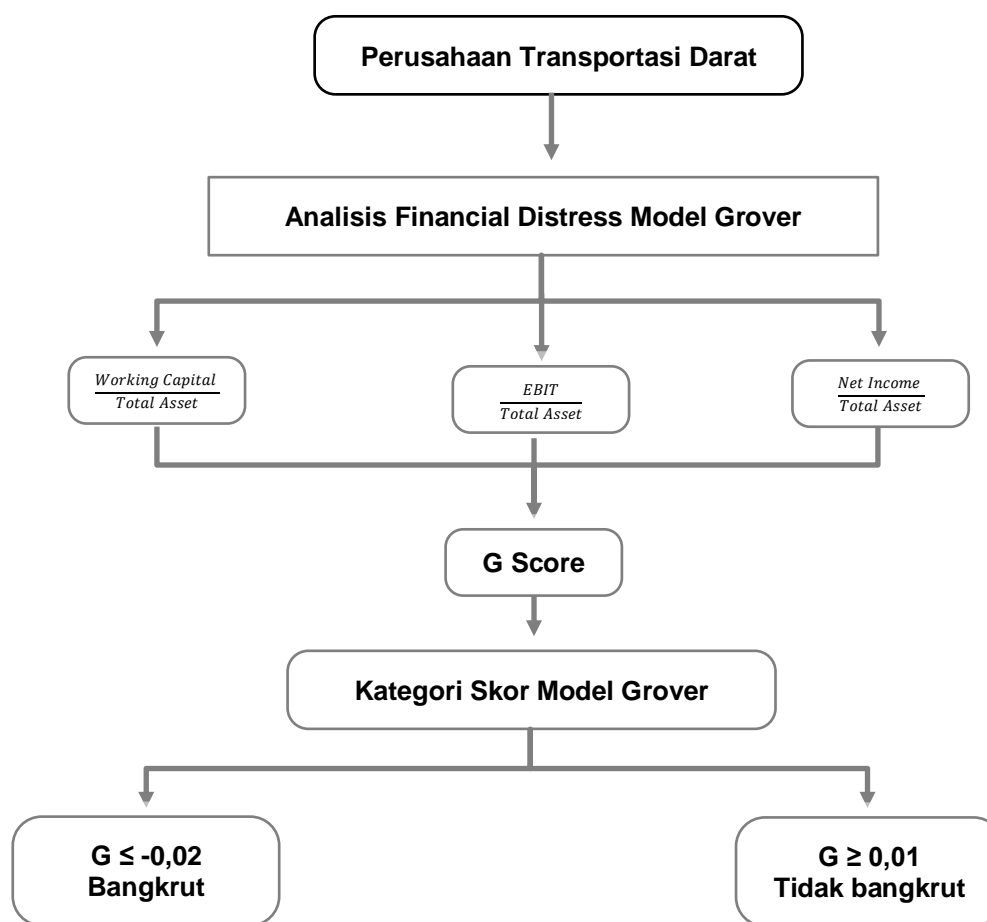 Perusahaan Transportasi Darat
Analisis Financial Distress Model Grover
Working Capital
Total Asset
EBIT
Total Asset
Net Income
Total Asset
G Score
Kategori Skor Model Grover
G ≤ -0,02
Bangkrut
G ≥ 0,01
Tidak bangkrut